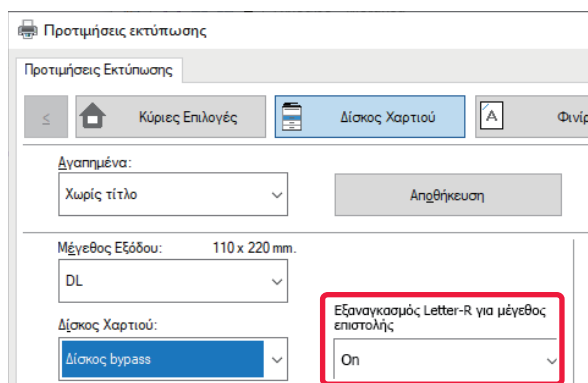 Προτιμήσεις εκτύπωσης
Προτιμήσεις Εκτύπωσης
< Κύριες Επιλογές Δίσκος Χαρτιού A
Αγαπημένα:
Χωρίς τίτλο Αποθήκευση
Μέγεθος Εξόδου: 110 x 220 mm.
DL
Εξαναγκασμός Letter-R για μέγεθος
επιστολής
Δίσκος Χαρτιού:
Δίσκος bypass On